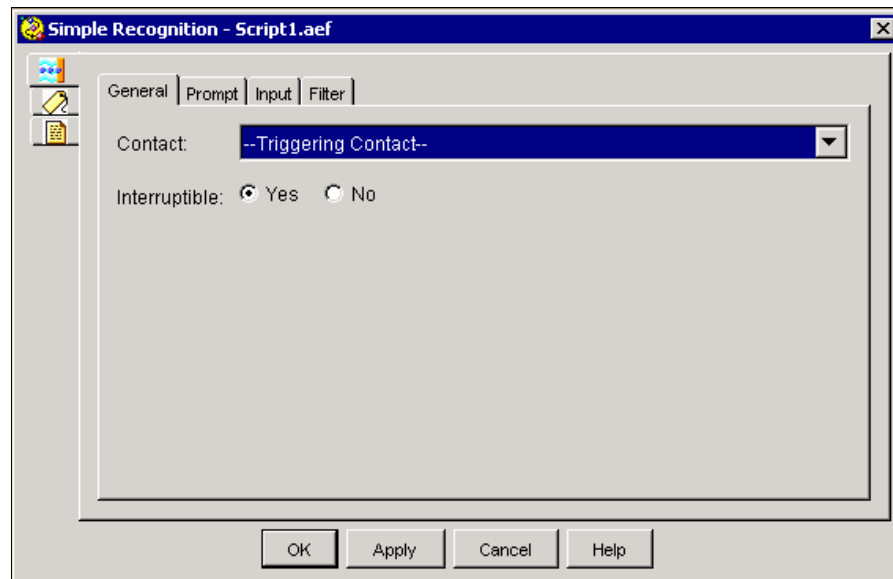 Simple Recognition - Script1.aef
General Prompt Input Filter
Contact: --Triggering Contact--
Interruptible: Yes No
OK Apply Cancel Help